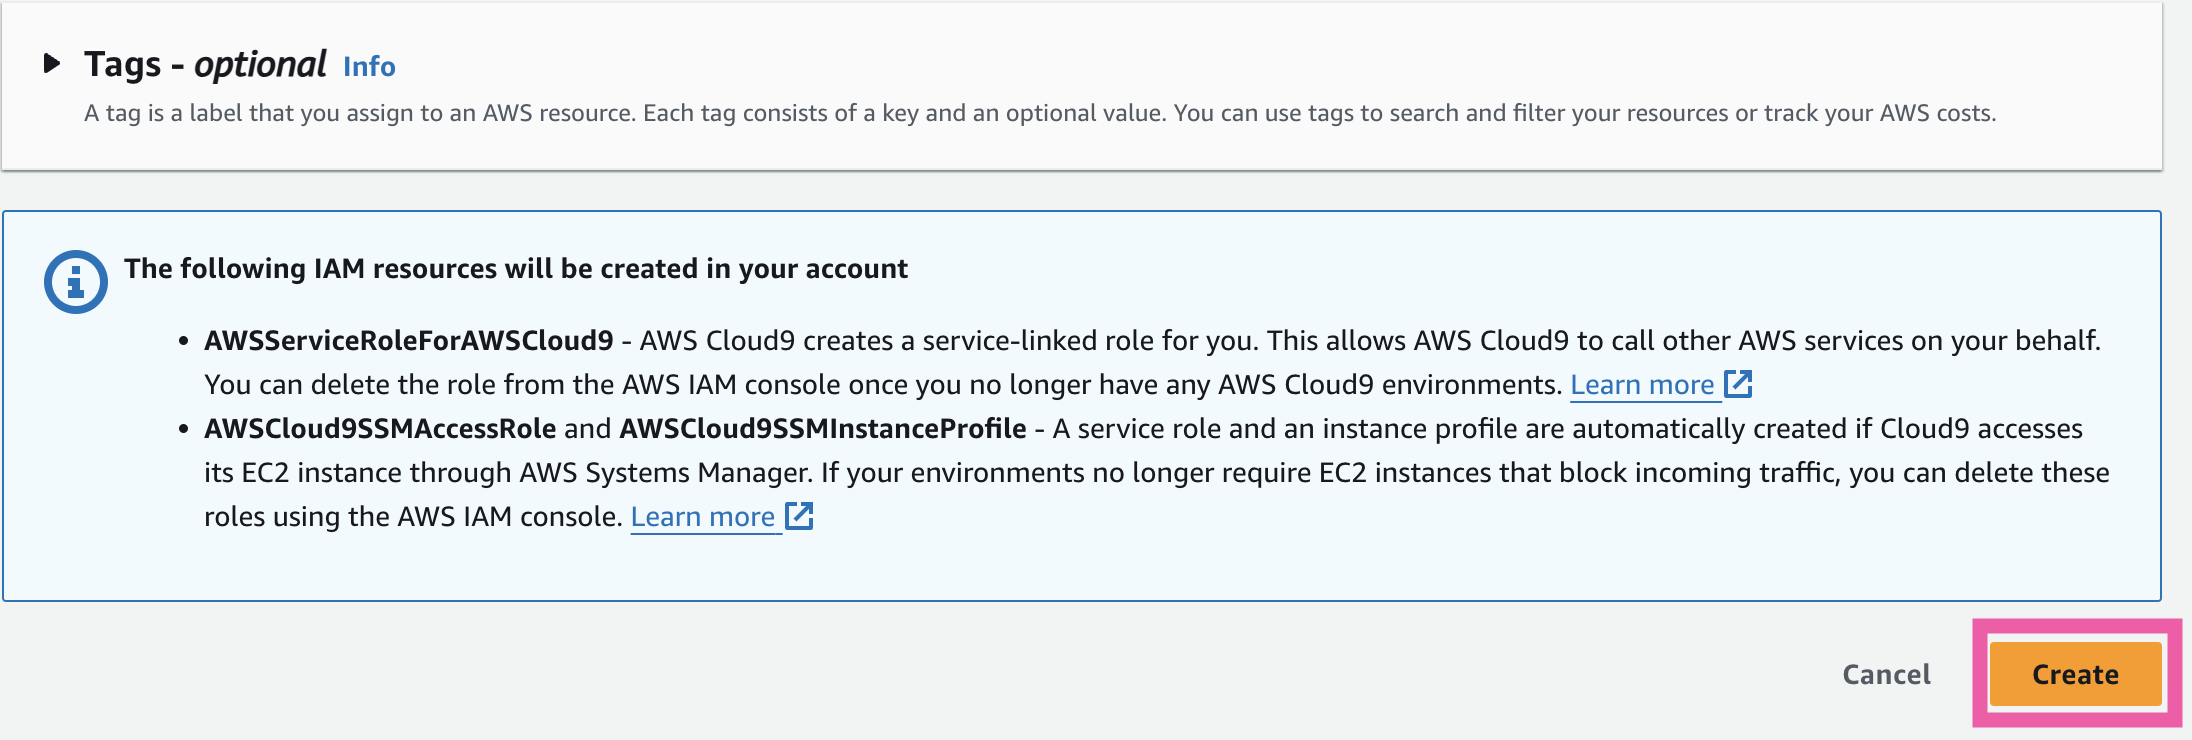 Tags - optional Info
A tag is a label that you assign to an AWS resource. Each tag consists of a key and an optional value. You can use tags to search and filter your resources or track your AWS costs.
The following IAM resources will be created in your account
• AWSServiceRoleForAWSCloud9 - AWS Cloud9 creates a service-linked role for you. This allows AWS Cloud9 to call other AWS services on your behalf.
You can delete the role from the AWS IAM console once you no longer have any AWS Cloud9 environments. Learn more
• AWSCloud9SSMAccessRole and AWSCloud9SSMInstanceProfile - A service role and an instance profile are automatically created if Cloud9 accesses
its EC2 instance through AWS Systems Manager. If your environments no longer require EC2 instances that block incoming traffic, you can delete these
roles using the AWS IAM console. Learn more
Cancel Create